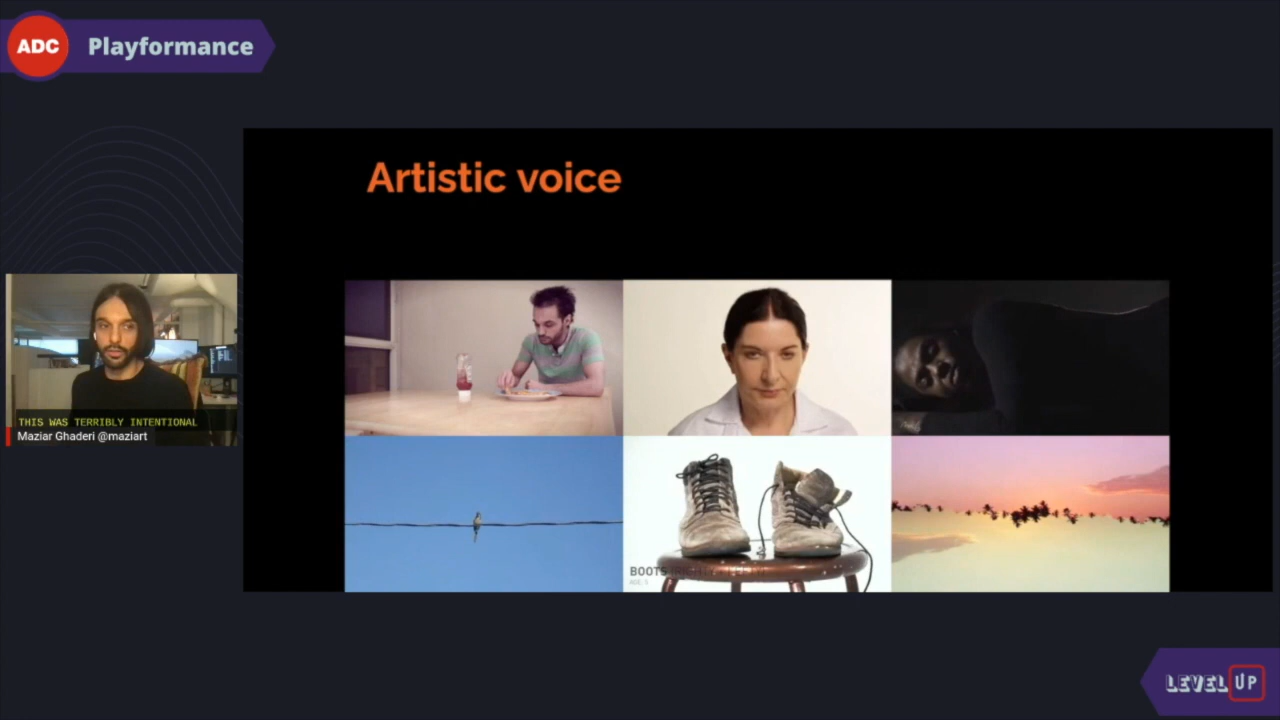 ADC
Playformance
Artistic voice
THIS WAS TERRIBLY INTENTIONAL
Maziar Ghaderi @maziart
BOOTS
LEVEL UP